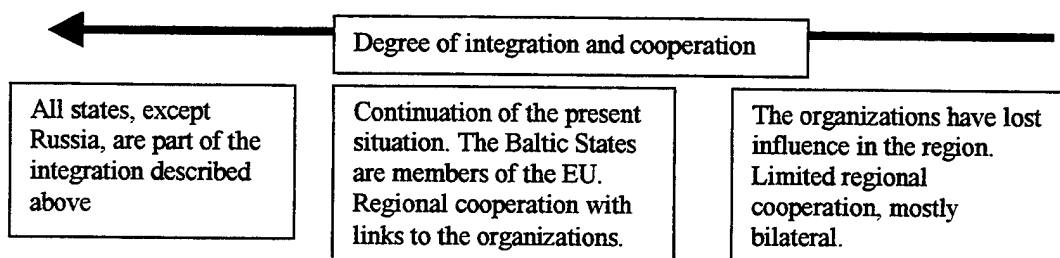 Degree of integration and cooperation
All states, except
Russia, are part of the
integration described
above
Continuation of the present
situation. The Baltic States
are members of the EU.
Regional cooperation with
links to the organizations.
The organizations have lost
influence in the region.
Limited regional
cooperation, mostly
bilateral.